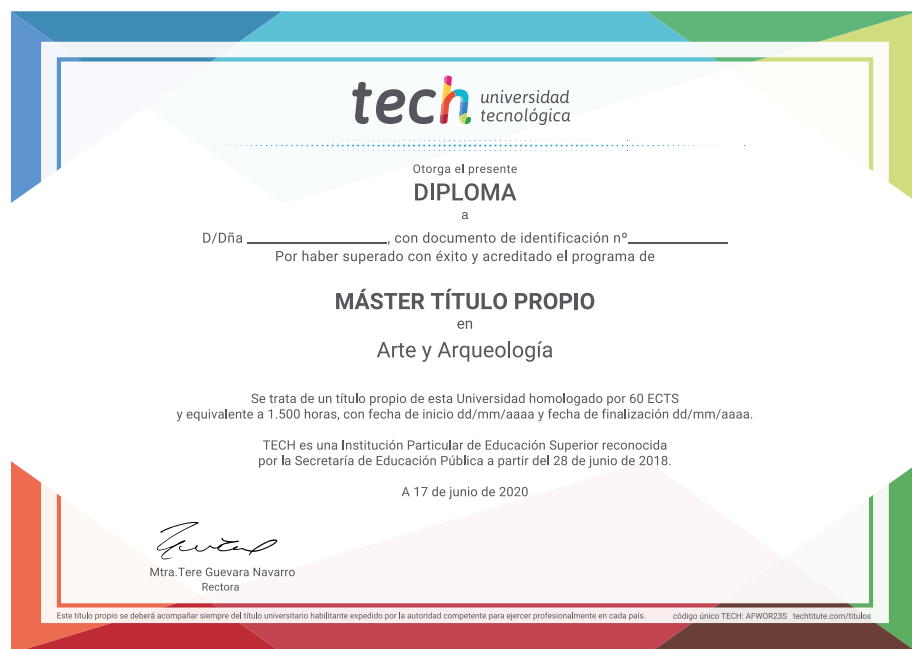 tech universidad
tecnológica
Otorga el presente
DIPLOMA
a
D/Dña ________________, con documento de identificación nº____________
Por haber superado con éxito y acreditado el programa de
MÁSTER TÍTULO PROPIO
en
Arte y Arqueología
Se trata de un título propio de esta Universidad homologado por 60 ECTS
y equivalente a 1.500 horas, con fecha de inicio dd/mm/aaaa y fecha de finalización dd/mm/aaaa.
TECH es una Institución Particular de Educación Superior reconocida
por la Secretaría de Educación Pública a partir del 28 de junio de 2018.
A 17 de junio de 2020
Mtra.Tere Guevara Navarro
Rectora
Este título propio se deberá acompañar siempre del título universitario habilitante expedido por la autoridad competente para ejercer profesionalmente en cada país. código único TECH: AFWOR23S techtitute.com/titulos